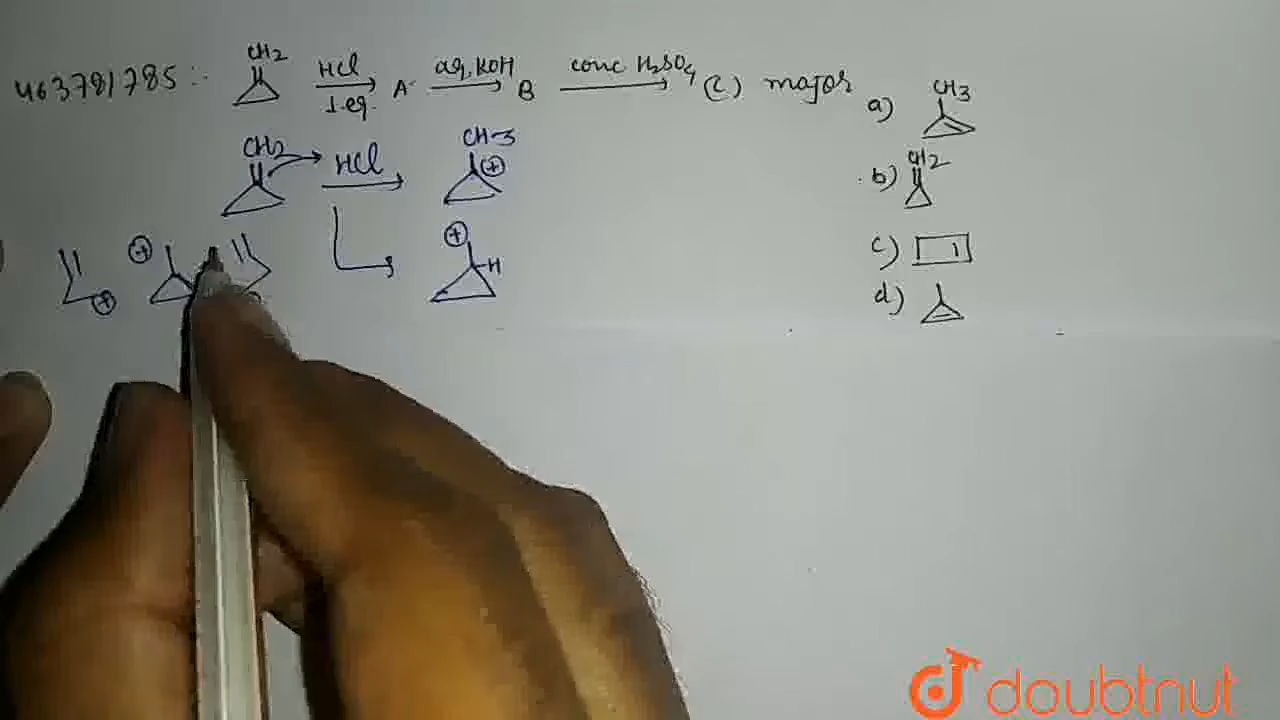 463781785 :- CH2 HCl 1.eq. A aq. KOH B conc H2SO4 (C) major
a) CH3
CH2 HCl CH3 ⊕
b) CH2
⊕ ⊕ ⊕ H
c)
d)
doubtnut